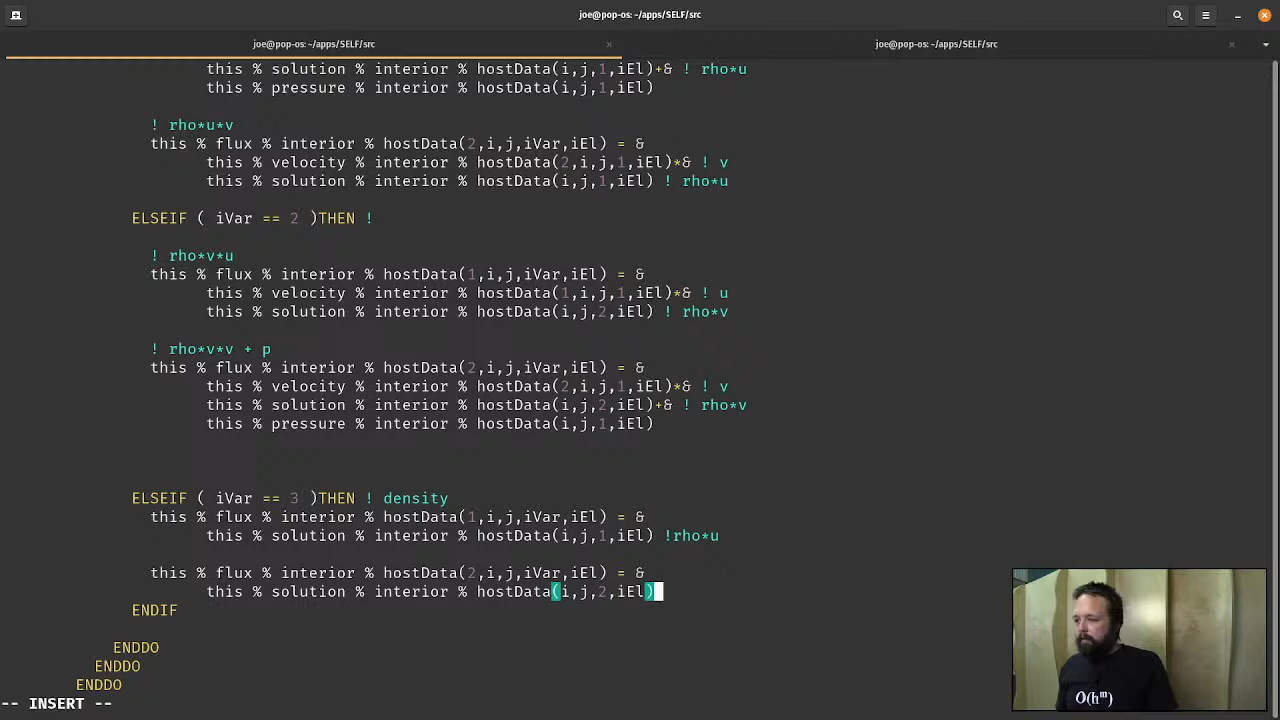 joe@pop-os: ~/apps/SELF/src
joe@pop-os: ~/apps/SELF/src × joe@pop-os: ~/apps/SELF/src ×
this % solution % interior % hostData(i,j,1,iEl)+& ! rho*u
this % pressure % interior % hostData(i,j,1,iEl)
! rho*u*v
this % flux % interior % hostData(2,i,j,iVar,iEl) = &
this % velocity % interior % hostData(2,i,j,1,iEl)*& ! v
this % solution % interior % hostData(i,j,1,iEl) ! rho*u
ELSEIF ( iVar == 2 )THEN !
! rho*v*u
this % flux % interior % hostData(1,i,j,iVar,iEl) = &
this % velocity % interior % hostData(1,i,j,1,iEl)*& ! u
this % solution % interior % hostData(i,j,2,iEl) ! rho*v
! rho*v*v + p
this % flux % interior % hostData(2,i,j,iVar,iEl) = &
this % velocity % interior % hostData(2,i,j,1,iEl)*& ! v
this % solution % interior % hostData(i,j,2,iEl)+& ! rho*v
this % pressure % interior % hostData(i,j,1,iEl)
ELSEIF ( iVar == 3 )THEN ! density
this % flux % interior % hostData(1,i,j,iVar,iEl) = &
this % solution % interior % hostData(i,j,1,iEl) !rho*u
this % flux % interior % hostData(2,i,j,iVar,iEl) = &
this % solution % interior % hostData(i,j,2,iEl)
ENDIF
ENDDO
ENDDO
ENDDO
-- INSERT --
O(hᵐ)